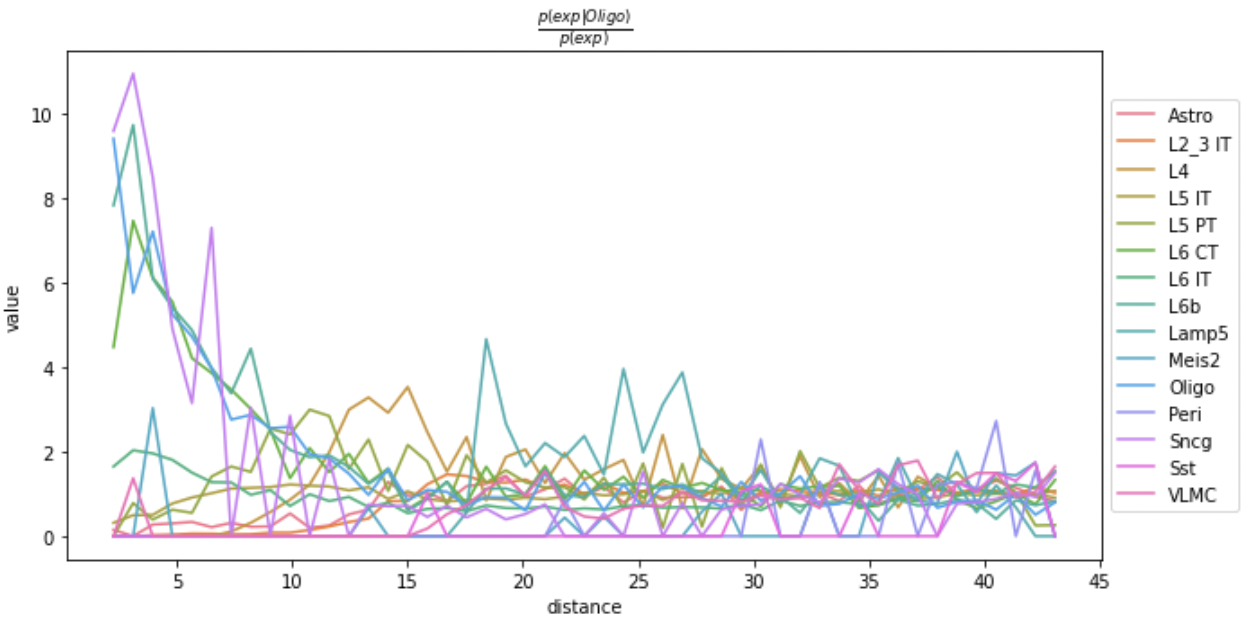 p(exp|Oligo)
p(exp)
value
10
8
6
4
2
0
5
10
15
20
25
30
35
40
45
distance
Astro
L2_3 IT
L4
L5 IT
L5 PT
L6 CT
L6 IT
L6b
Lamp5
Meis2
Oligo
Peri
Sncg
Sst
VLMC